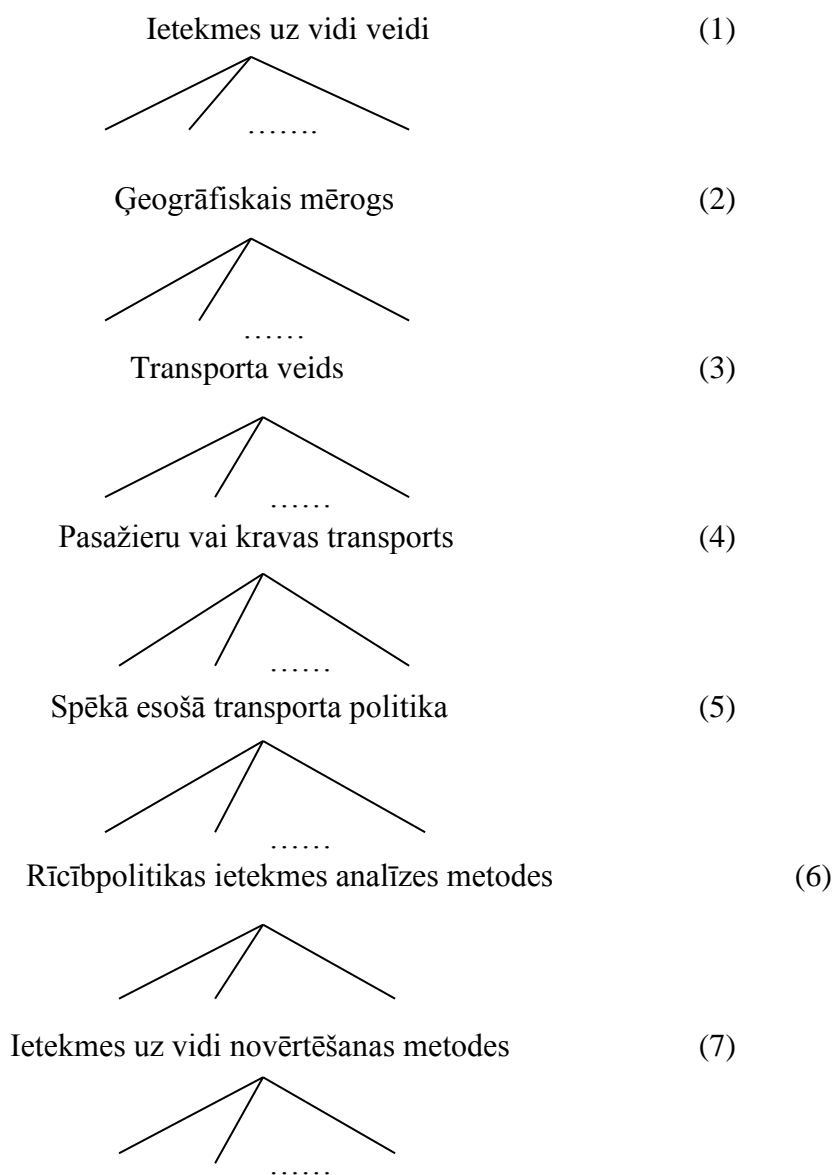 Ietekmes uz vidi veidi (1)
.......
Ģeogrāfiskais mērogs (2)
......
Transporta veids (3)
......
Pasažieru vai kravas transports (4)
......
Spēkā esošā transporta politika (5)
......
Rīcībpolitikas ietekmes analīzes metodes (6)
Ietekmes uz vidi novērtēšanas metodes (7)
......